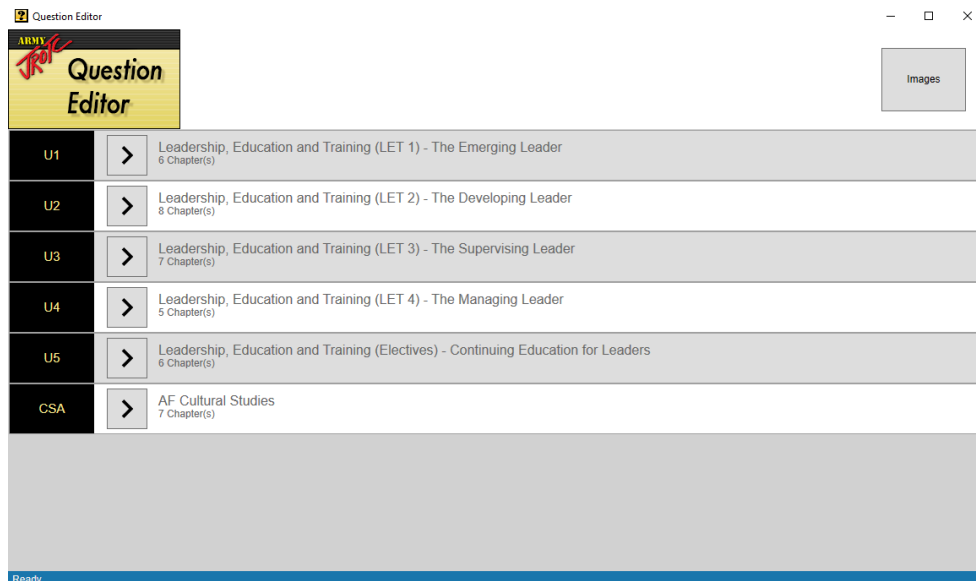 Question Editor
ARMY
JROTC
Question
Editor
Images
U1
Leadership, Education and Training (LET 1) - The Emerging Leader
6 Chapter(s)
U2
Leadership, Education and Training (LET 2) - The Developing Leader
8 Chapter(s)
U3
Leadership, Education and Training (LET 3) - The Supervising Leader
7 Chapter(s)
U4
Leadership, Education and Training (LET 4) - The Managing Leader
5 Chapter(s)
U5
Leadership, Education and Training (Electives) - Continuing Education for Leaders
6 Chapter(s)
CSA
AF Cultural Studies
7 Chapter(s)
Ready